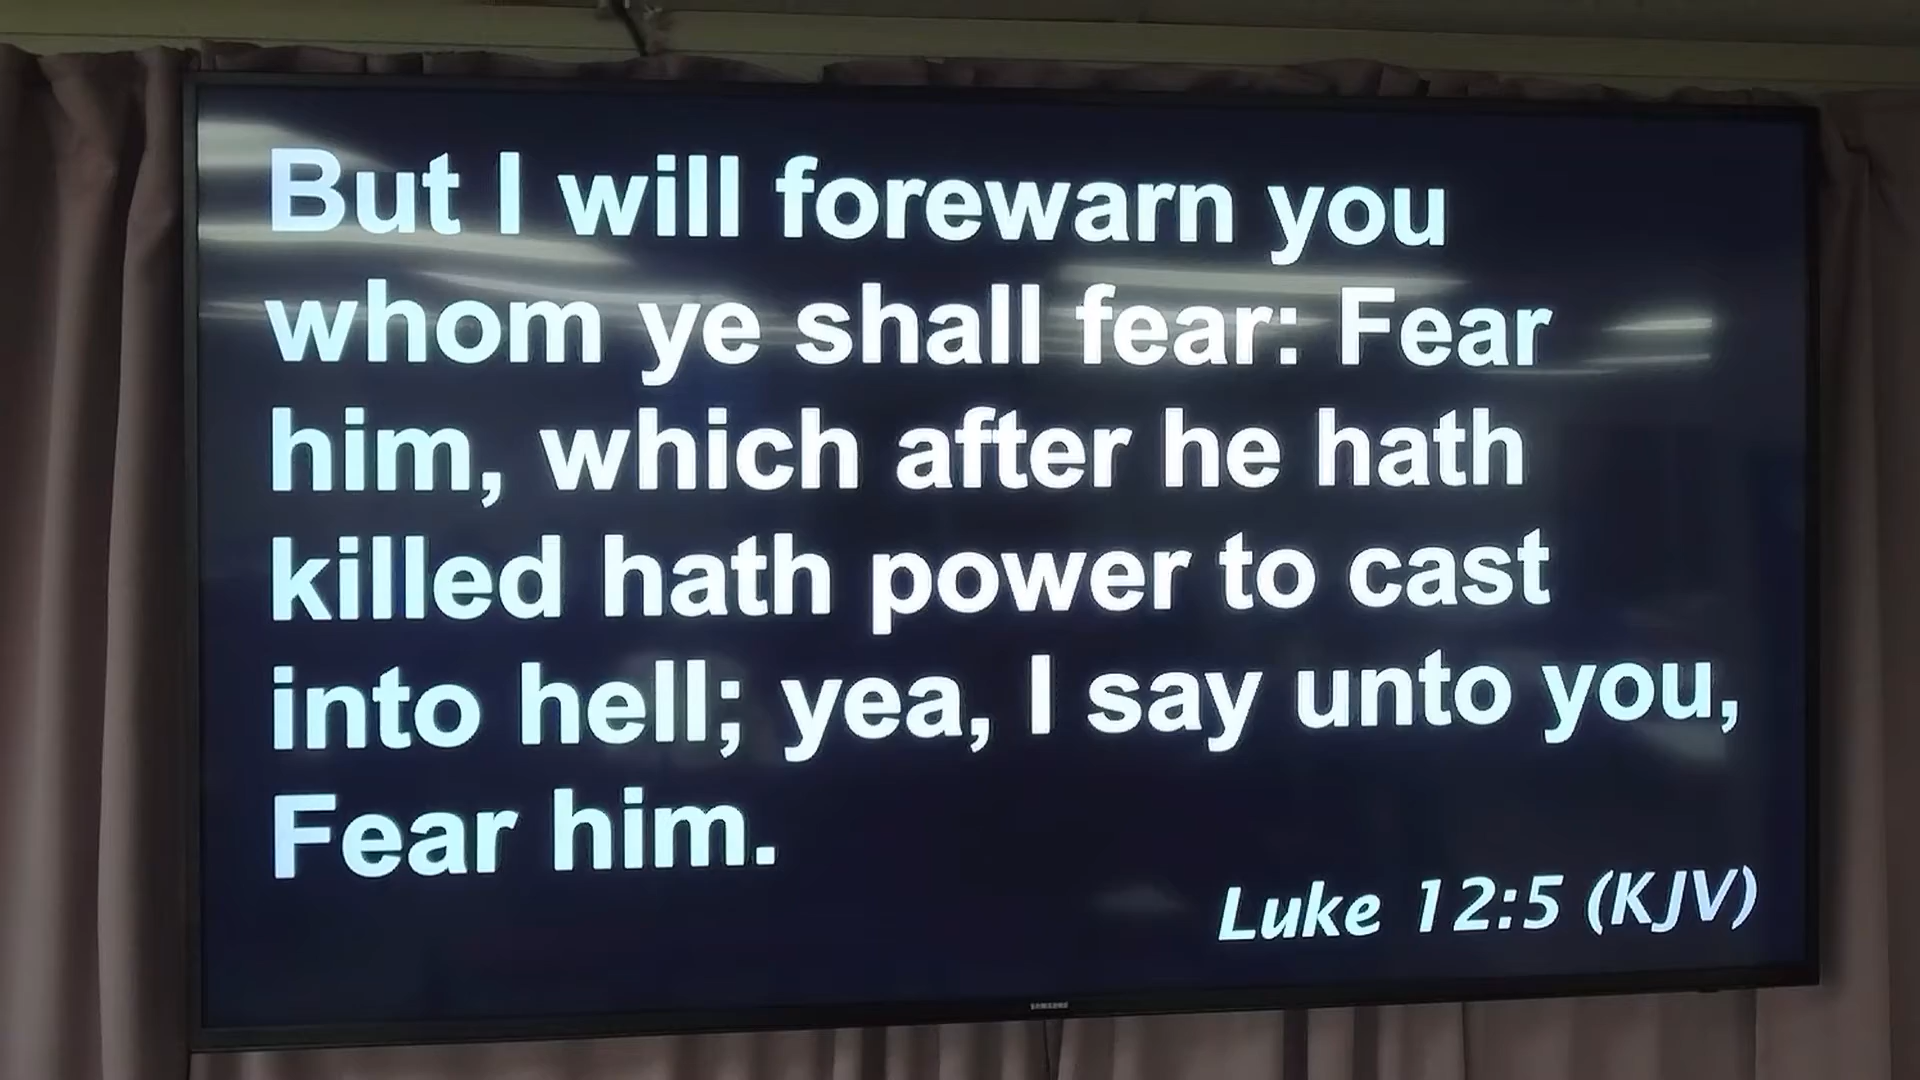 But I will forewarn you
whom ye shall fear: Fear
him, which after he hath
killed hath power to cast
into hell; yea, I say unto you,
Fear him.
Luke 12:5 (KJV)
SAMSUNG